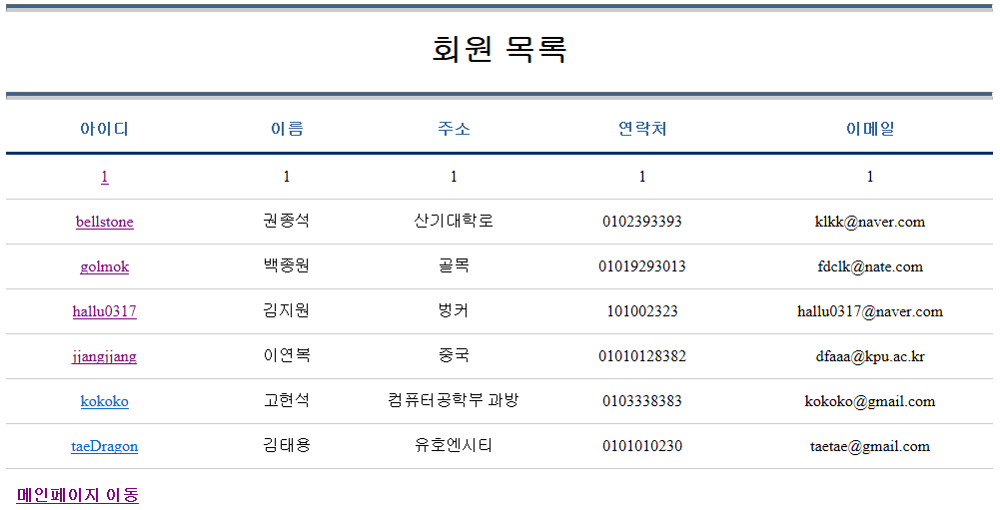 회원 목록
아이디 이름 주소 연락처 이메일
1 1 1 1 1
bellstone 권종석 산기대학로 0102393393 klkk@naver.com
golmok 백종원 골목 01019293013 fdclk@nate.com
hallu0317 김지원 벙커 101002323 hallu0317@naver.com
jjangjjang 이연복 중국 01010128382 dfaaa@kpu.ac.kr
kokoko 고현석 컴퓨터공학부 과방 0103338383 kokoko@gmail.com
taeDragon 김태용 유호엔시티 0101010230 taetae@gmail.com
메인페이지 이동